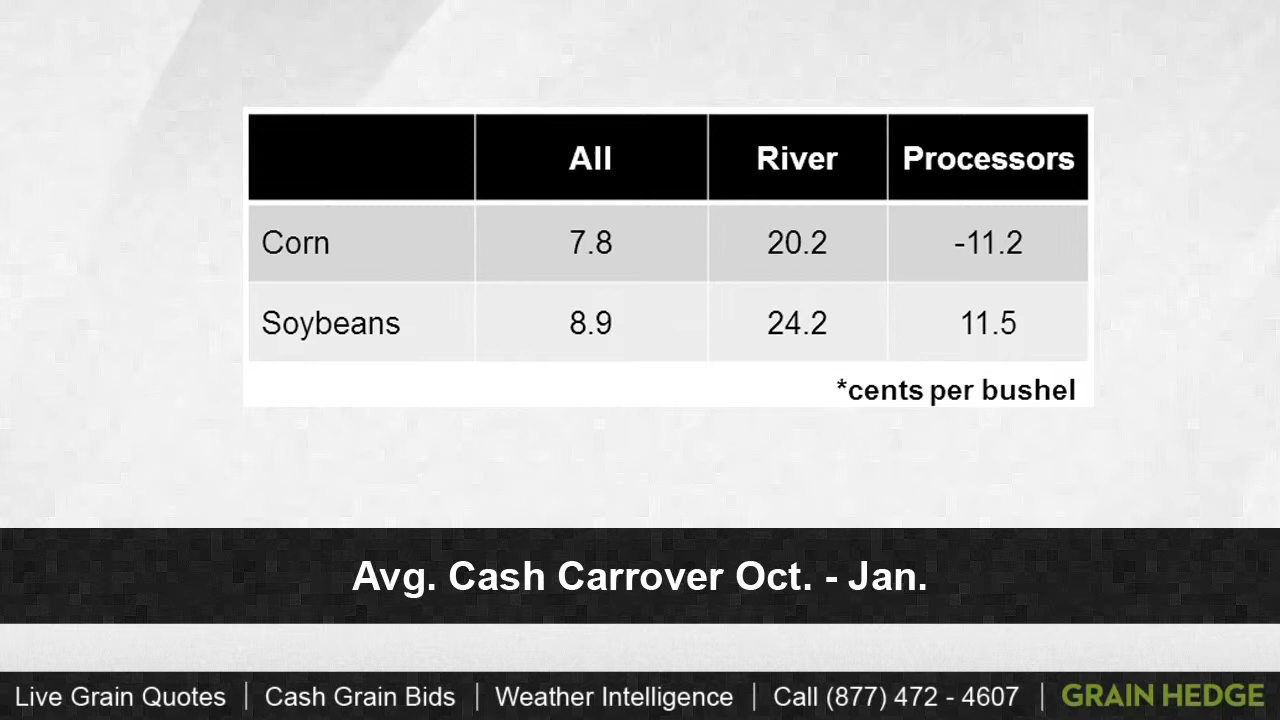 All River Processors
Corn 7.8 20.2 -11.2
Soybeans 8.9 24.2 11.5
*cents per bushel
Avg. Cash Carrover Oct. - Jan.
Live Grain Quotes | Cash Grain Bids | Weather Intelligence | Call (877) 472 - 4607 | GRAIN HEDGE